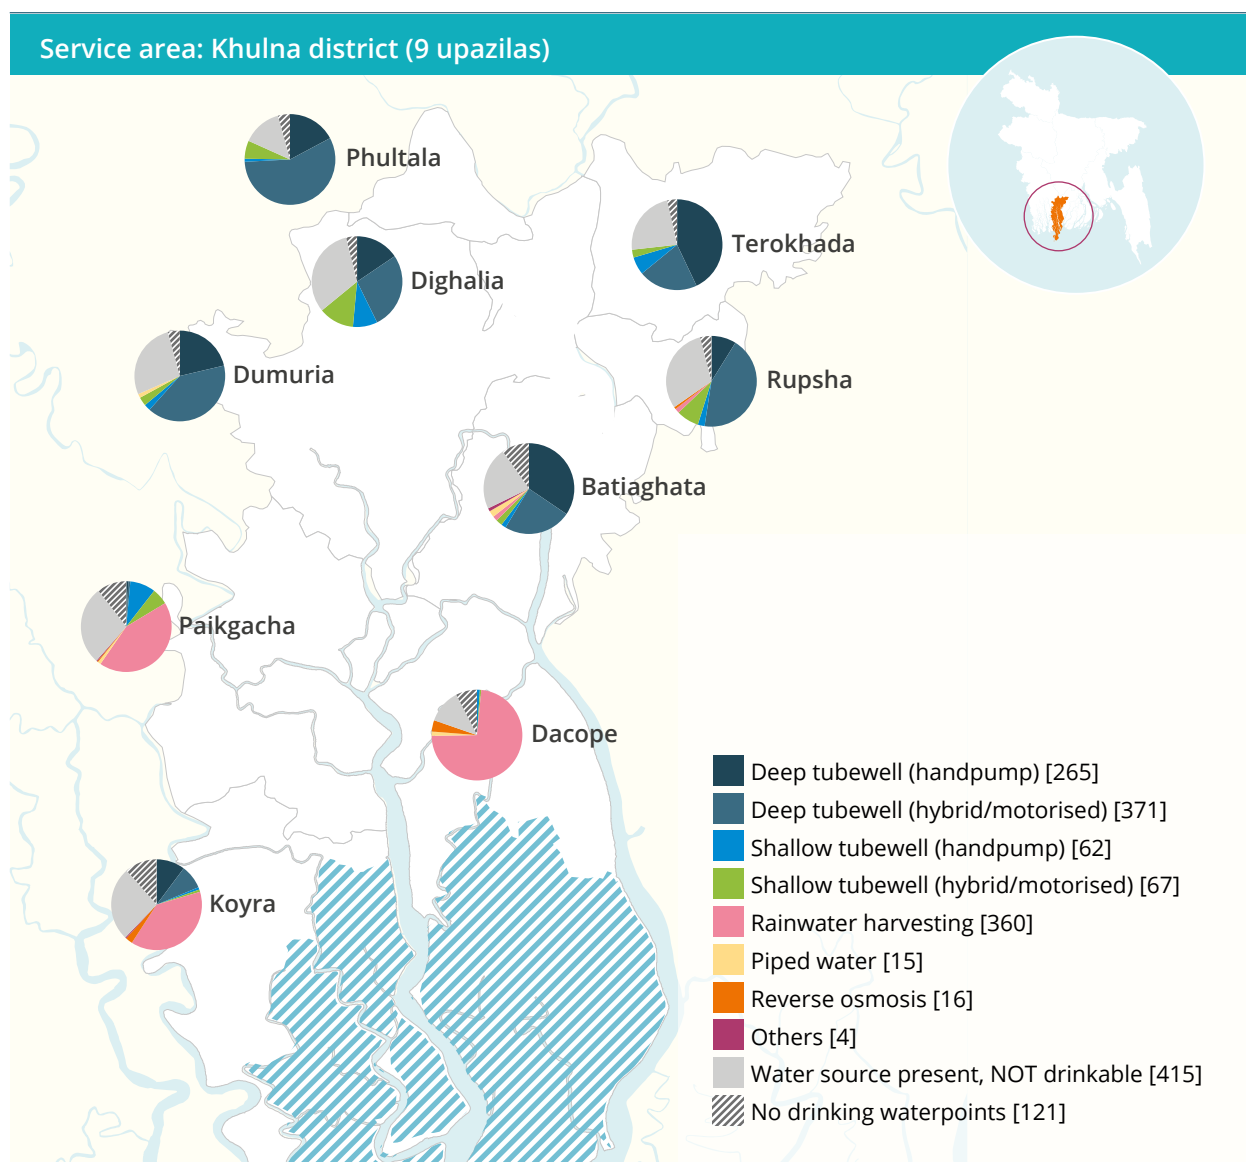 Service area: Khulna district (9 upazilas)
Phultala
Terokhada
Dighalia
Dumuria
Rupsha
Batiaghata
Paikgacha
Dacope
Koyra
Deep tubewell (handpump) [265]
Deep tubewell (hybrid/motorised) [371]
Shallow tubewell (handpump) [62]
Shallow tubewell (hybrid/motorised) [67]
Rainwater harvesting [360]
Piped water [15]
Reverse osmosis [16]
Others [4]
Water source present, NOT drinkable [415]
No drinking waterpoints [121]